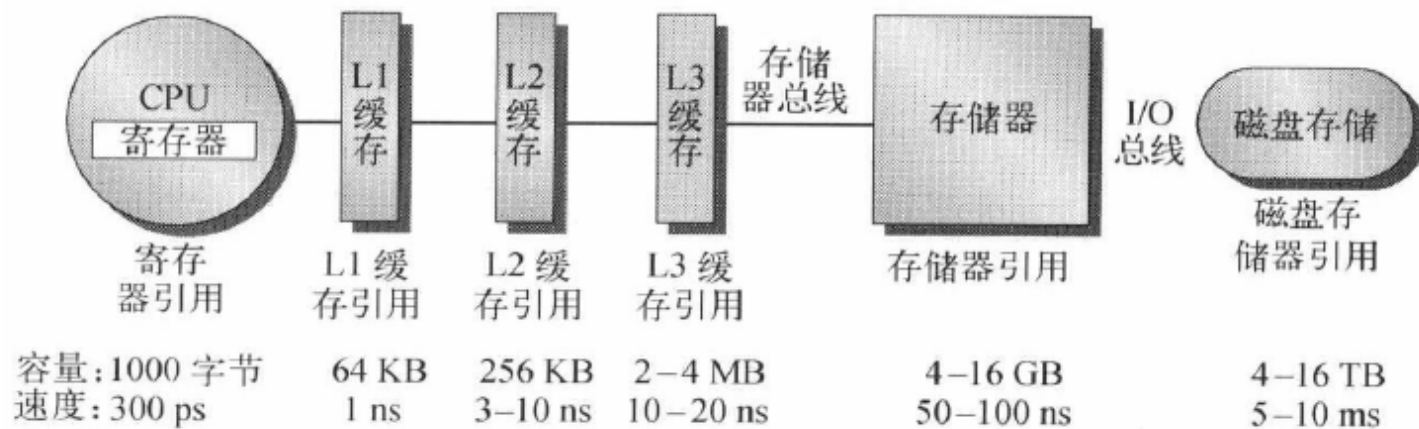 CPU
寄存器
L1
缓存
L2
缓存
L3
缓存
存储
器总线
存储器
I/O
总线
磁盘存储
寄存
器引用
L1 缓
存引用
L2 缓
存引用
L3 缓
存引用
存储器引用
磁盘存
储器引用
容量:1000 字节 64 KB 256 KB 2–4 MB 4–16 GB 4–16 TB
速度:300 ps 1 ns 3–10 ns 10–20 ns 50–100 ns 5–10 ms